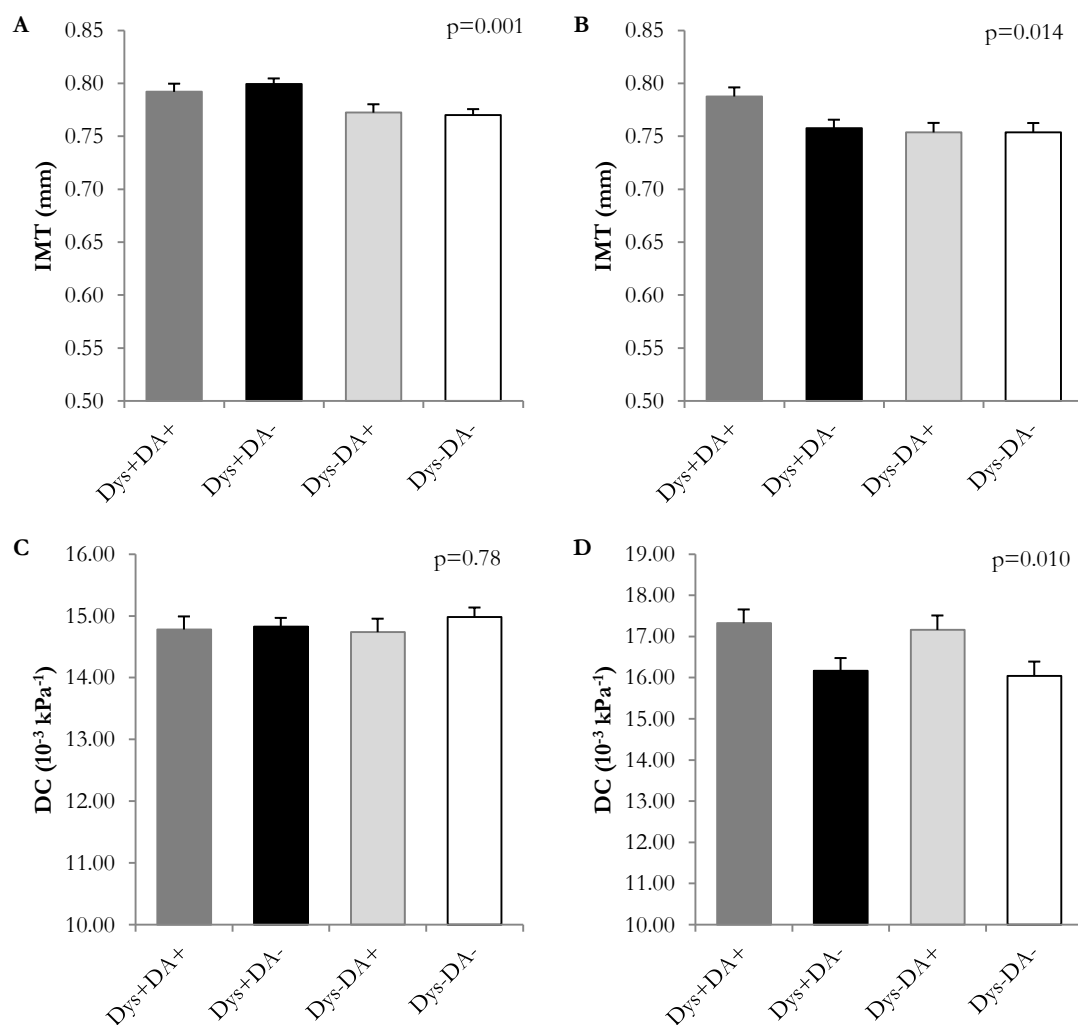 A
p=0.001
IMT (mm)
0.85
0.80
0.75
0.70
0.65
0.60
0.55
0.50
Dys+DA+
Dys+DA-
Dys-DA+
Dys-DA-
B
p=0.014
IMT (mm)
0.85
0.80
0.75
0.70
0.65
0.60
0.55
0.50
Dys+DA+
Dys+DA-
Dys-DA+
Dys-DA-
C
p=0.78
DC (10⁻³ kPa⁻¹)
16.00
15.00
14.00
13.00
12.00
11.00
10.00
Dys+DA+
Dys+DA-
Dys-DA+
Dys-DA-
D
p=0.010
DC (10⁻³ kPa⁻¹)
19.00
18.00
17.00
16.00
15.00
14.00
13.00
12.00
11.00
10.00
Dys+DA+
Dys+DA-
Dys-DA+
Dys-DA-